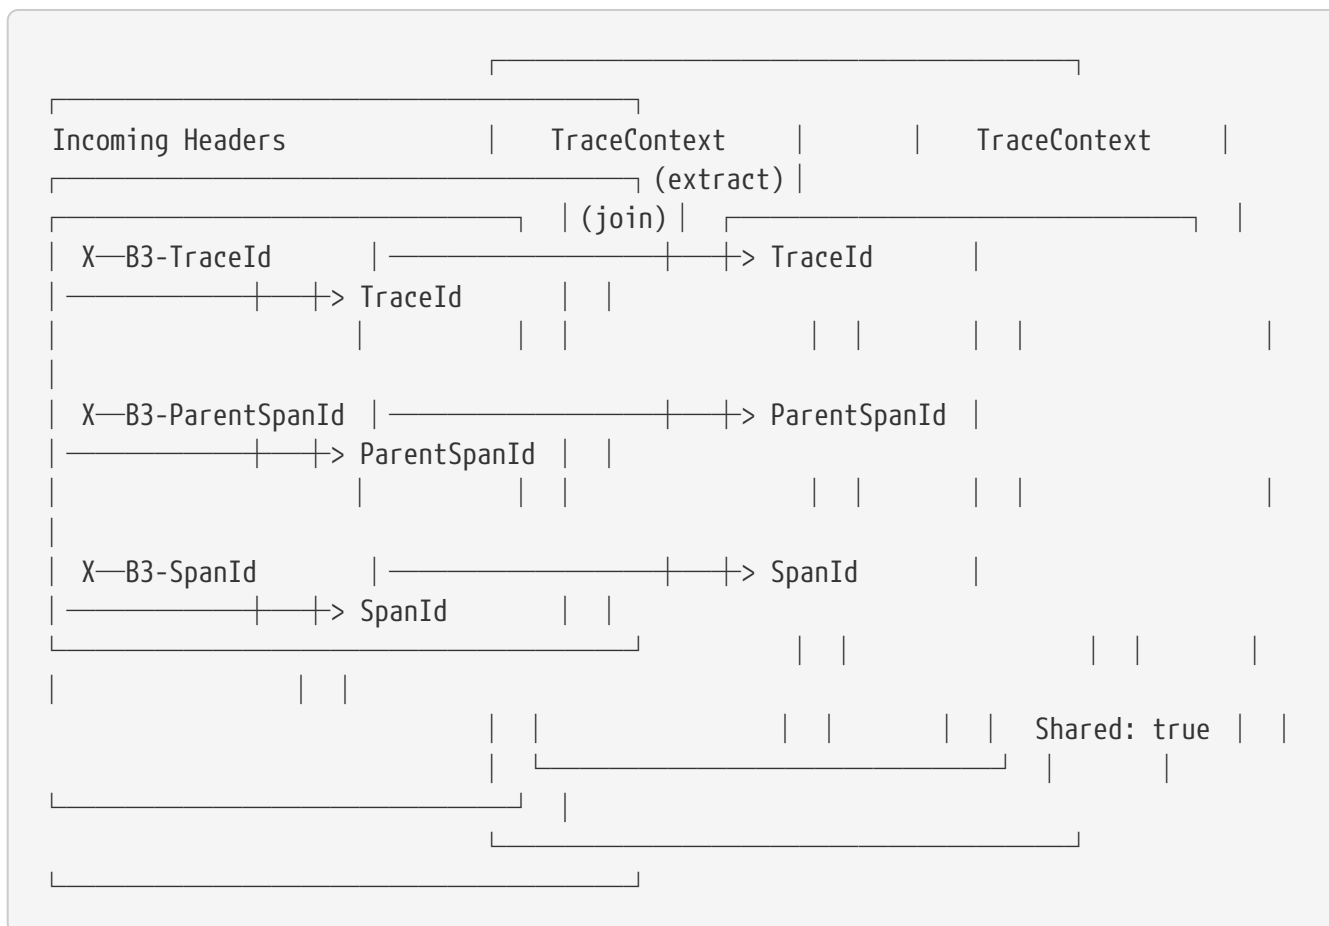 Incoming Headers │ TraceContext │ │ TraceContext │
(extract) │
│ (join) │
│ X─B3-TraceId │ ──> TraceId │
│ ──> TraceId │ │
│ X─B3-ParentSpanId │ ──> ParentSpanId │
│ ──> ParentSpanId │ │
│ X─B3-SpanId │ ──> SpanId │
│ ──> SpanId │ │
Shared: true │ │